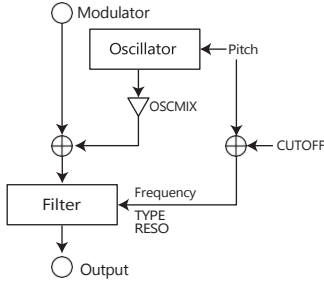 Modulator
Oscillator
Pitch
OSCMIX
CUTOFF
Frequency
Filter
TYPE
RESO
Output